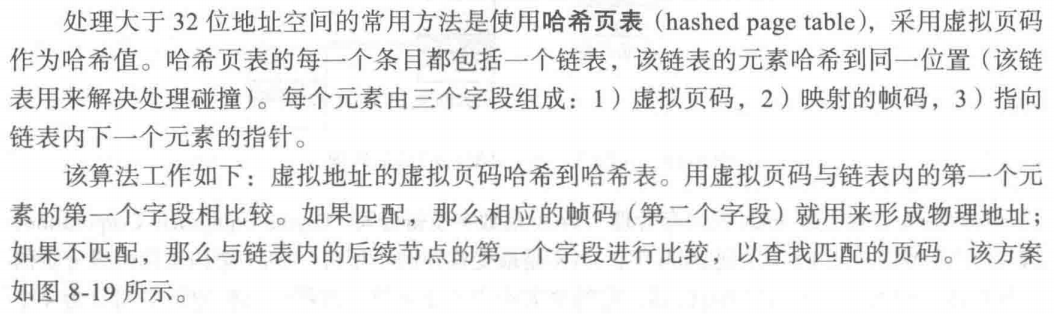 处理大于 32 位地址空间的常用方法是使用哈希页表（hashed page table），采用虚拟页码
作为哈希值。哈希页表的每一个条目都包括一个链表，该链表的元素哈希到同一位置（该链
表用来解决处理碰撞）。每个元素由三个字段组成：1）虚拟页码，2）映射的帧码，3）指向
链表内下一个元素的指针。
该算法工作如下：虚拟地址的虚拟页码哈希到哈希表。用虚拟页码与链表内的第一个元
素的第一个字段相比较。如果匹配，那么相应的帧码（第二个字段）就用来形成物理地址；
如果不匹配，那么与链表内的后续节点的第一个字段进行比较，以查找匹配的页码。该方案
如图 8-19 所示。